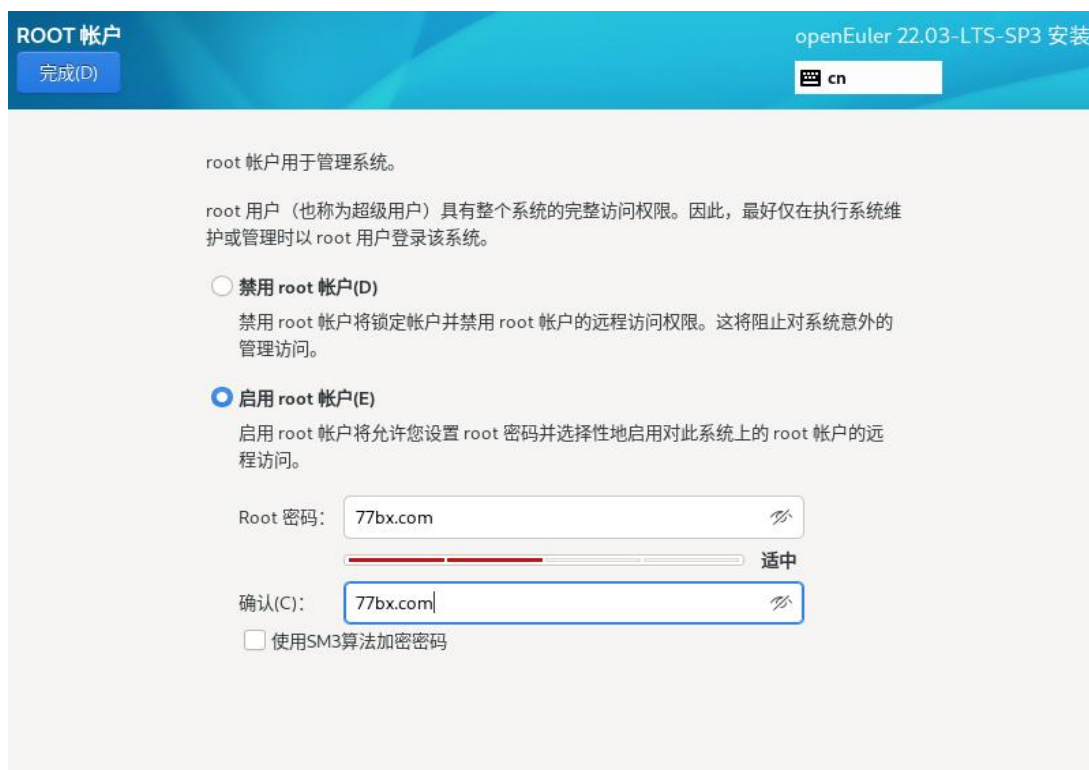 ROOT 帐户
完成(D)
openEuler 22.03-LTS-SP3 安装
cn
root 帐户用于管理系统。
root 用户（也称为超级用户）具有整个系统的完整访问权限。因此，最好仅在执行系统维
护或管理时以 root 用户登录该系统。
禁用 root 帐户(D)
禁用 root 帐户将锁定帐户并禁用 root 帐户的远程访问权限。这将阻止对系统意外的
管理访问。
启用 root 帐户(E)
启用 root 帐户将允许您设置 root 密码并选择性地启用对此系统上的 root 帐户的远
程访问。
Root 密码： 77bx.com
适中
确认(C)： 77bx.com
使用SM3算法加密密码